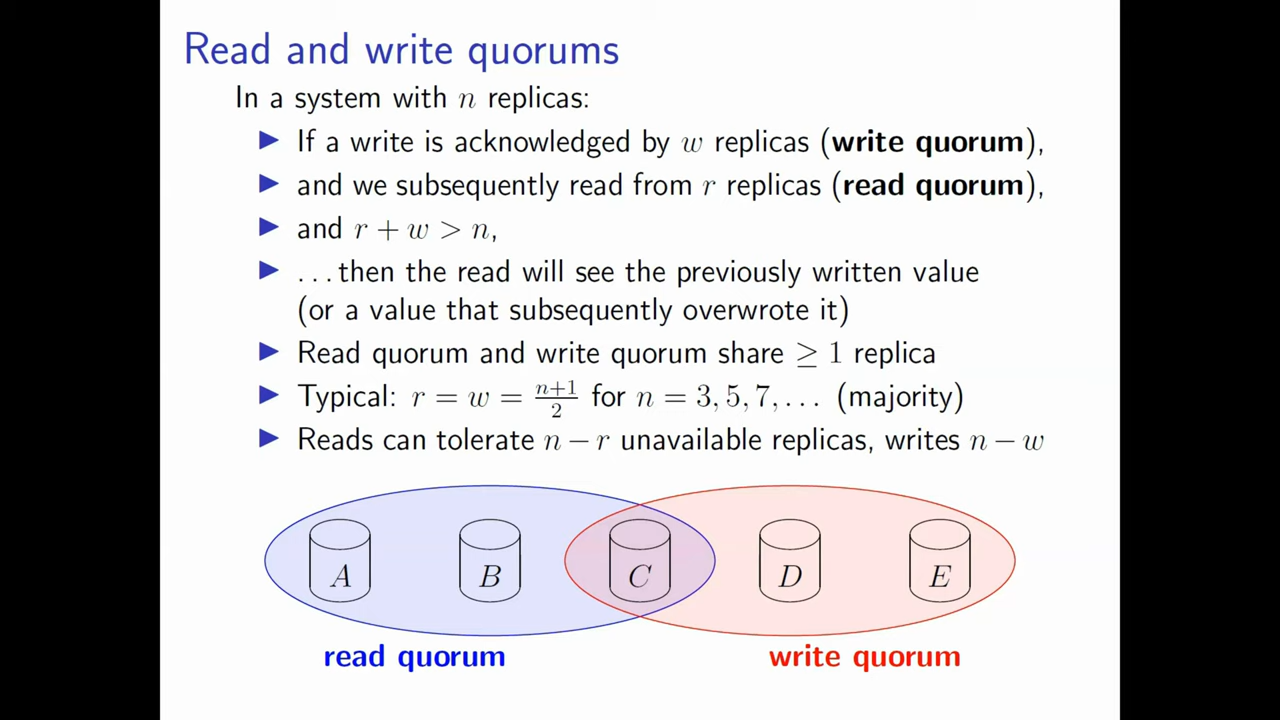 Read and write quorums
In a system with n replicas:
▶ If a write is acknowledged by w replicas (write quorum),
▶ and we subsequently read from r replicas (read quorum),
▶ and r + w > n,
▶ ...then the read will see the previously written value
(or a value that subsequently overwrote it)
▶ Read quorum and write quorum share ≥ 1 replica
▶ Typical: r = w = (n+1)/2 for n = 3, 5, 7, ... (majority)
▶ Reads can tolerate n − r unavailable replicas, writes n − w
A B C D E
read quorum write quorum